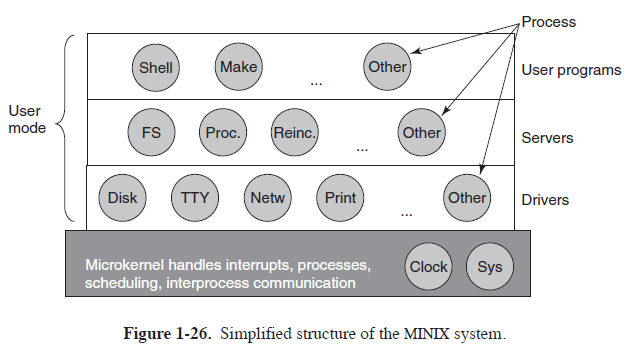 Process
Shell Make ... Other User programs
User
mode
FS Proc. Reinc. ... Other Servers
Disk TTY Netw Print ... Other Drivers
Microkernel handles interrupts, processes,
scheduling, interprocess communication
Clock Sys
Figure 1-26. Simplified structure of the MINIX system.